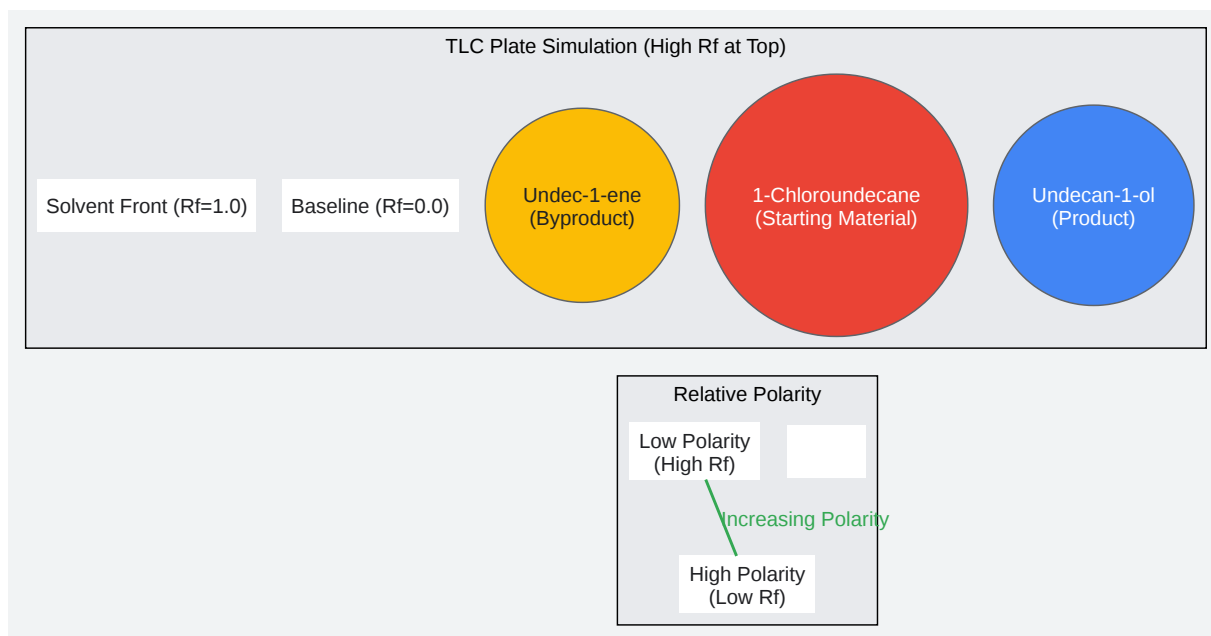 TLC Plate Simulation (High Rf at Top)
Solvent Front (Rf=1.0)
Baseline (Rf=0.0)
Undec-1-ene
(Byproduct)
1-Chloroundecane
(Starting Material)
Undecan-1-ol
(Product)
Relative Polarity
Low Polarity
(High Rf)
Increasing Polarity
High Polarity
(Low Rf)